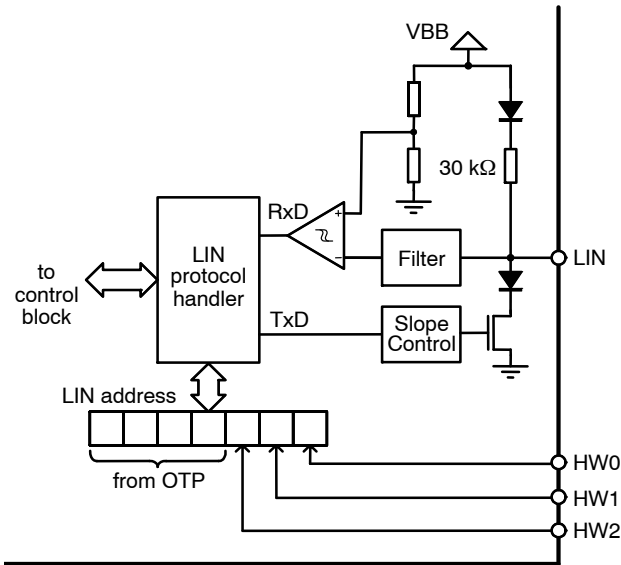 VBB
30 kΩ
RxD
+
−
LIN
protocol
handler
Filter
LIN
to
control
block
TxD
Slope
Control
LIN address
from OTP
HW0
HW1
HW2